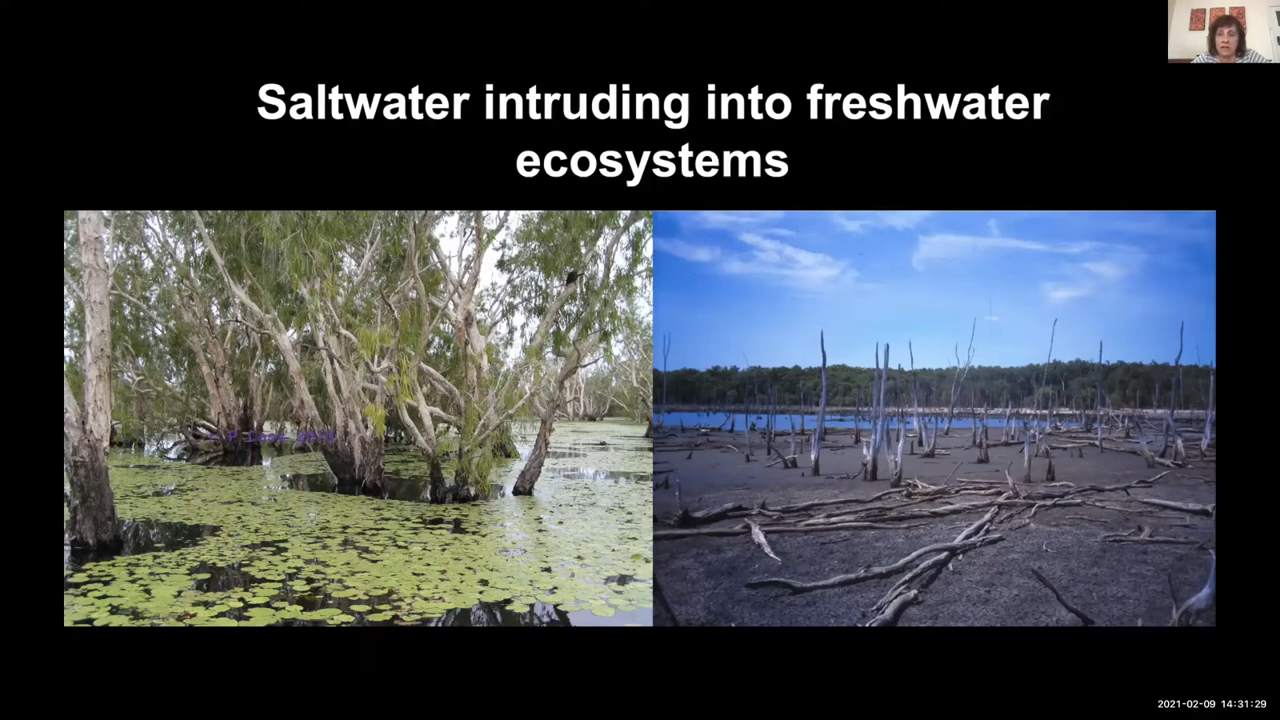 Saltwater intruding into freshwater
ecosystems
2021-02-09 14:31:29